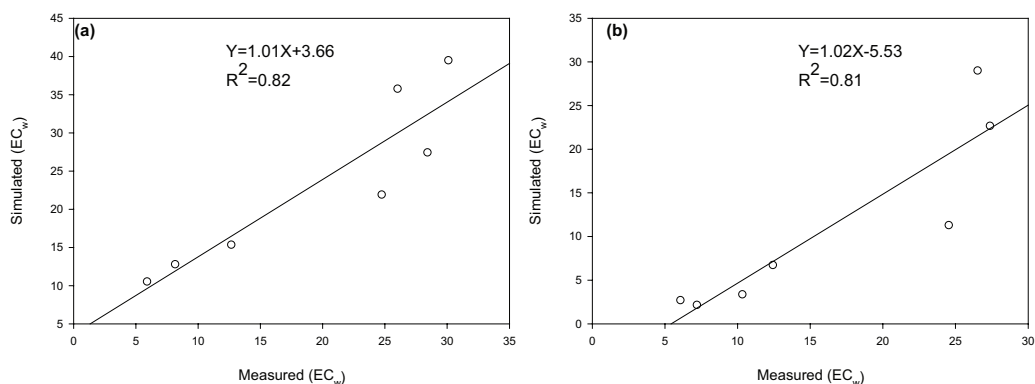 (a)
Y=1.01X+3.66
R2=0.82
45
40
35
30
25
20
15
10
5
0 5 10 15 20 25 30 35
Simulated (ECw)
Measured (ECw)
(b)
Y=1.02X-5.53
R2=0.81
35
30
25
20
15
10
5
0
0 5 10 15 20 25 30
Simulated (ECw)
Measured (ECw)